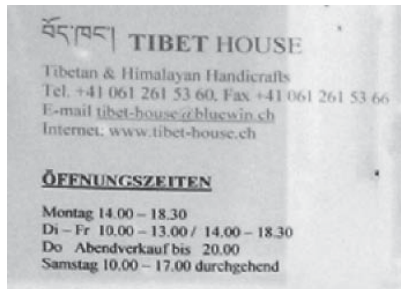 བོད་ཁང། TIBET HOUSE
Tibetan & Himalayan Handicrafts
Tel. +41 061 261 53 60, Fax +41 061 261 53 66
E-mail tibet-house@bluewin.ch
Internet: www.tibet-house.ch
ÖFFNUNGSZEITEN
Montag 14.00 – 18.30
Di – Fr 10.00 – 13.00 / 14.00 – 18.30
Do Abendverkauf bis 20.00
Samstag 10.00 – 17.00 durchgehend